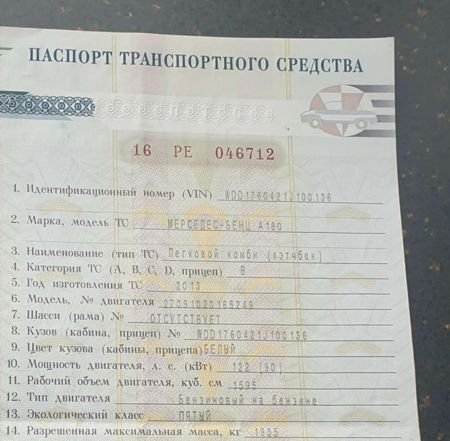 ПАСПОРТ ТРАНСПОРТНОГО СРЕДСТВА
16 РЕ 046712
1. Идентификационный номер (VIN) WDD1760421J100136
2. Марка, модель ТС МЕРСЕДЕС-БЕНЦ А180
3. Наименование (тип ТС) Легковой комби (хэтчбек)
4. Категория ТС (А, В, С, D, прицеп) В
5. Год изготовления ТС 2013
6. Модель, № двигателя 27091030165249
7. Шасси (рама) № ОТСУТСТВУЕТ
8. Кузов (кабина, прицеп) № WDD1760421J100136
9. Цвет кузова (кабины, прицепа) БЕЛЫЙ
10. Мощность двигателя, л. с. (кВт) 122 (90)
11. Рабочий объем двигателя, куб. см 1595
12. Тип двигателя Бензиновый на бензине
13. Экологический класс ПЯТЫЙ
14. Разрешенная максимальная масса, кг 1935